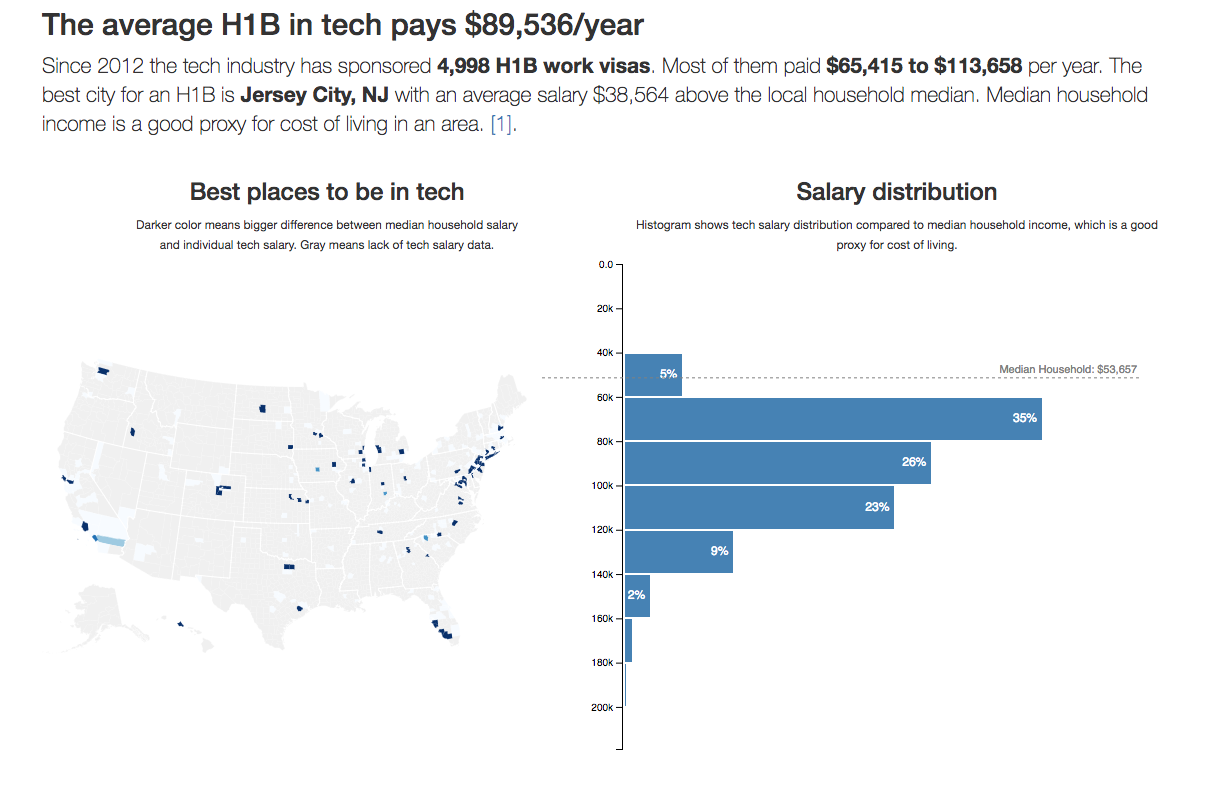 The average H1B in tech pays $89,536/year
Since 2012 the tech industry has sponsored 4,998 H1B work visas. Most of them paid $65,415 to $113,658 per year. The
best city for an H1B is Jersey City, NJ with an average salary $38,564 above the local household median. Median household
income is a good proxy for cost of living in an area. [1].
Best places to be in tech
Darker color means bigger difference between median household salary
and individual tech salary. Gray means lack of tech salary data.
Salary distribution
Histogram shows tech salary distribution compared to median household income, which is a good
proxy for cost of living.
0.0
20k
40k
Median Household: $53,657
5%
60k
35%
80k
26%
100k
23%
120k
9%
140k
2%
160k
180k
200k